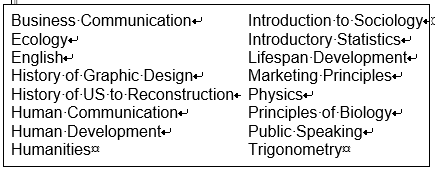 Business Communication
Ecology
English
History of Graphic Design
History of US to Reconstruction
Human Communication
Human Development
Humanities
Introduction to Sociology
Introductory Statistics
Lifespan Development
Marketing Principles
Physics
Principles of Biology
Public Speaking
Trigonometry